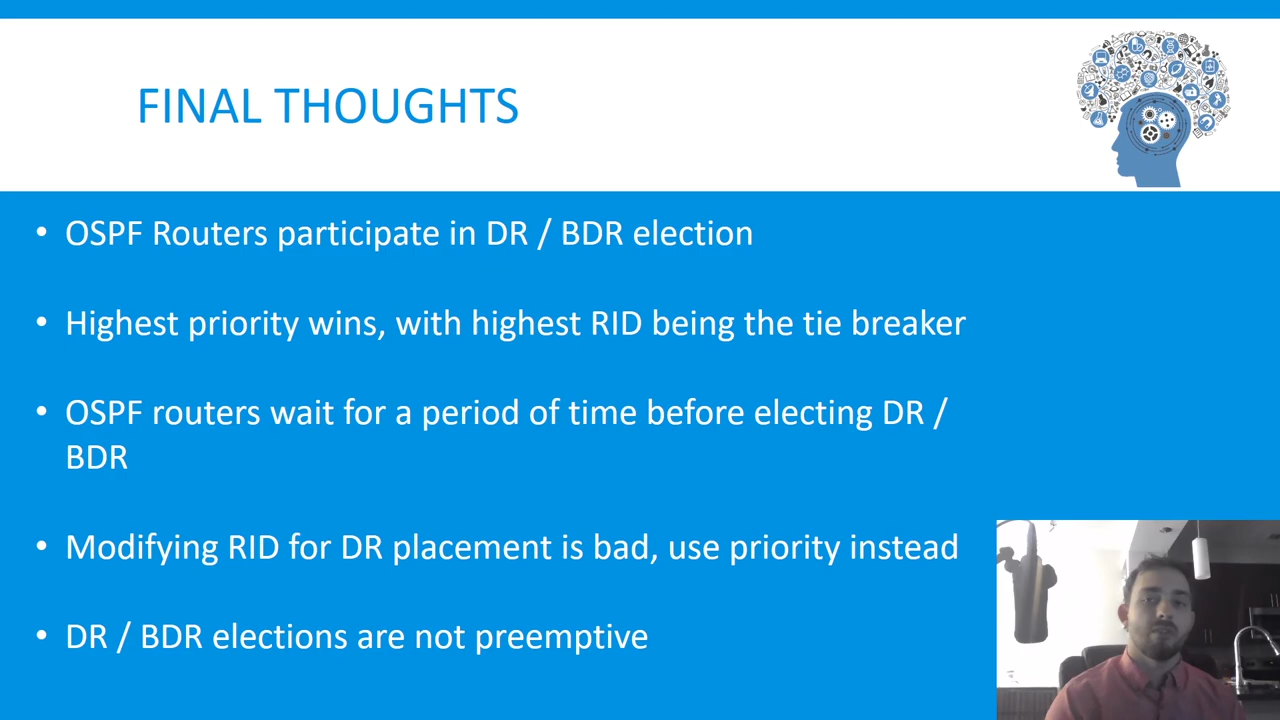 FINAL THOUGHTS
• OSPF Routers participate in DR / BDR election
• Highest priority wins, with highest RID being the tie breaker
• OSPF routers wait for a period of time before electing DR /
BDR
• Modifying RID for DR placement is bad, use priority instead
• DR / BDR elections are not preemptive